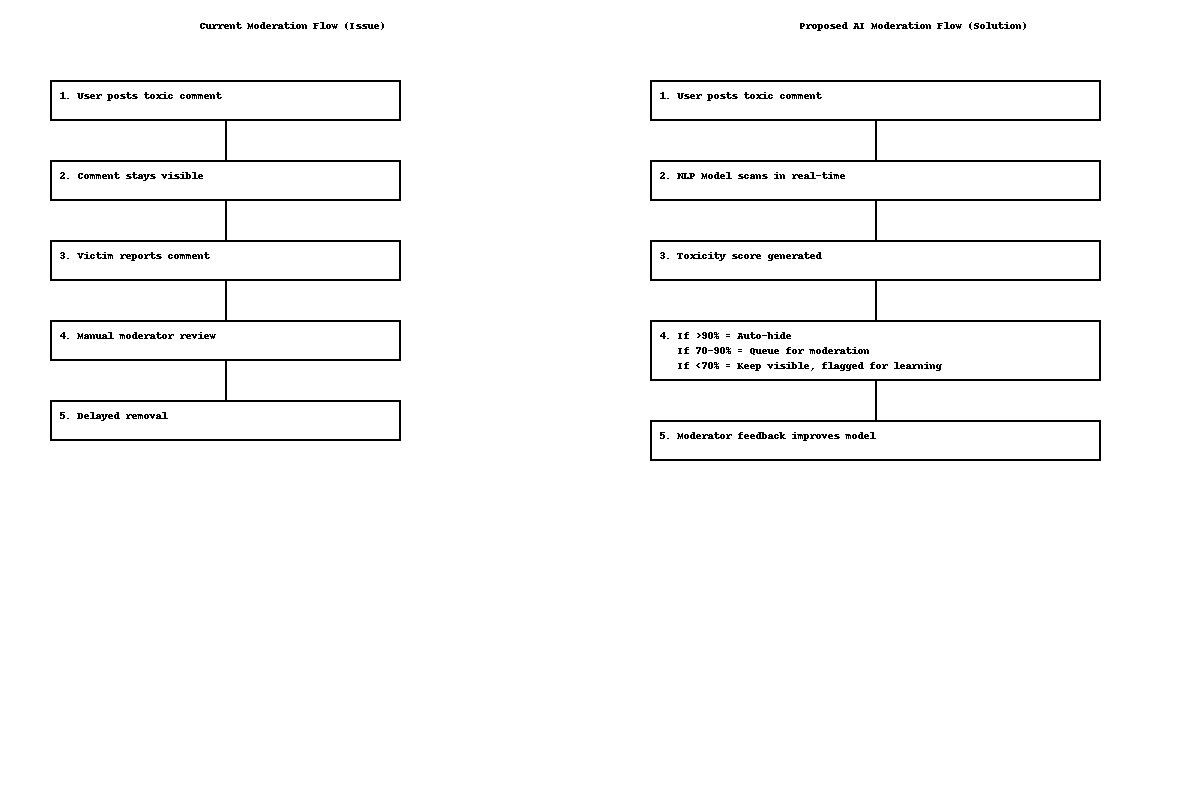 Current Moderation Flow (Issue)
1. User posts toxic comment
2. Comment stays visible
3. Victim reports comment
4. Manual moderator review
5. Delayed removal
Proposed AI Moderation Flow (Solution)
1. User posts toxic comment
2. NLP Model scans in real-time
3. Toxicity score generated
4. If >90% = Auto-hide
If 70-90% = Queue for moderation
If <70% = Keep visible, flagged for learning
5. Moderator feedback improves model